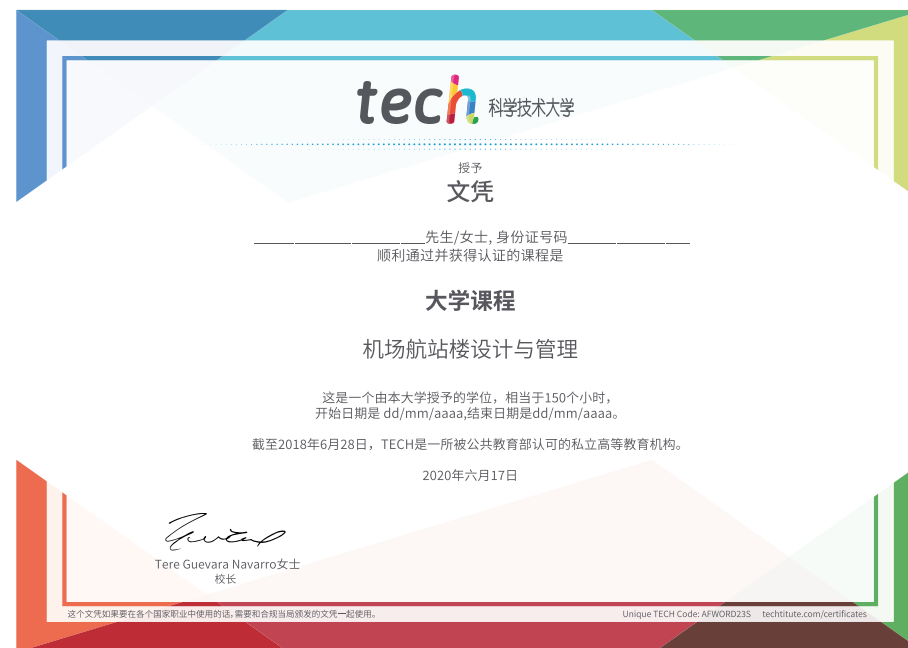 tech 科学技术大学
授予
文凭
________________________先生/女士, 身份证号码_________________
顺利通过并获得认证的课程是
大学课程
机场航站楼设计与管理
这是一个由本大学授予的学位，相当于150个小时，
开始日期是 dd/mm/aaaa,结束日期是dd/mm/aaaa。
截至2018年6月28日，TECH是一所被公共教育部认可的私立高等教育机构。
2020年六月17日
Tere Guevara Navarro女士
校长
这个文凭如果要在各个国家职业中使用的话,需要和合规当局颁发的文凭一起使用。
Unique TECH Code: AFWORD23S techtitute.com/certificates